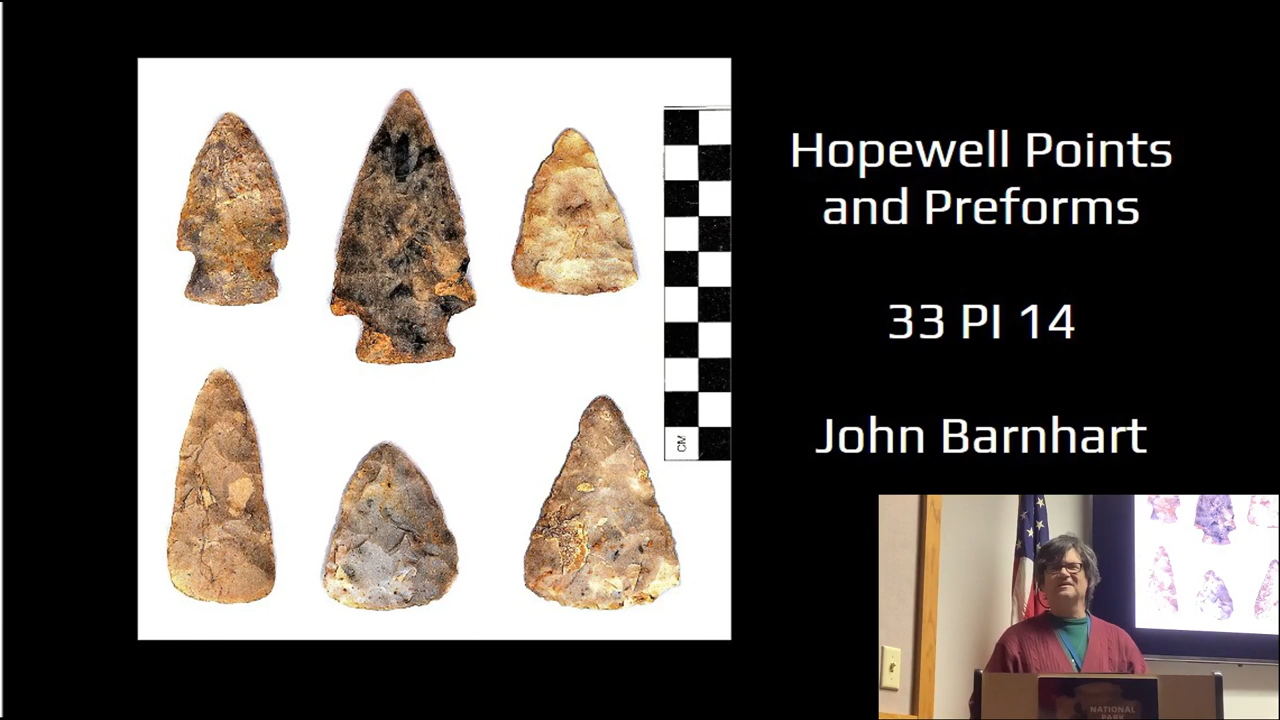 Hopewell Points
and Preforms
33 PI 14
John Barnhart
CM
NATIONAL
PARK